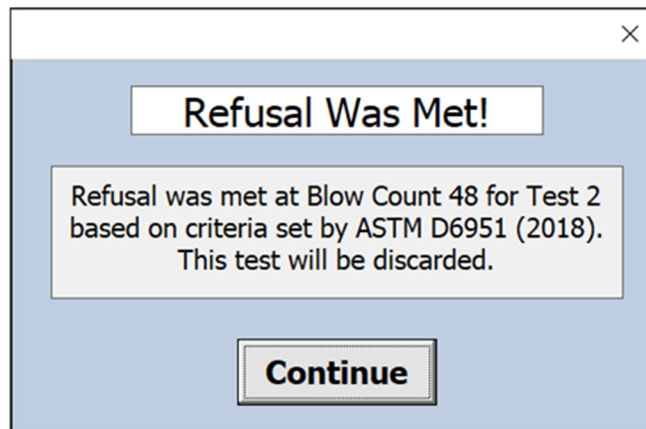 Refusal Was Met!
Refusal was met at Blow Count 48 for Test 2
based on criteria set by ASTM D6951 (2018).
This test will be discarded.
Continue